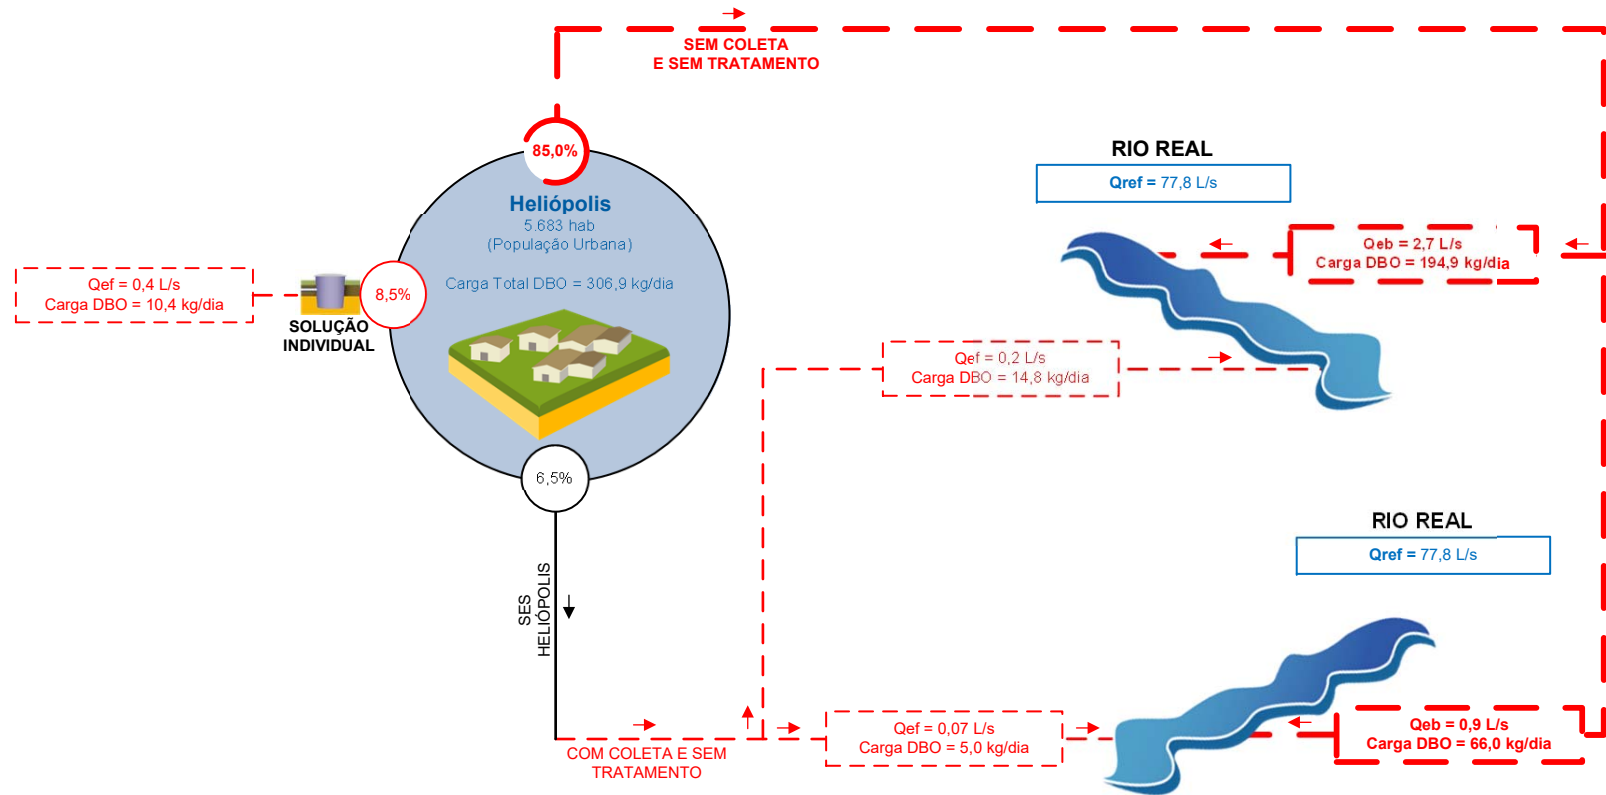 SEM COLETA
E SEM TRATAMENTO
85,0%
RIO REAL
Qref = 77,8 L/s
Heliópolis
5.683 hab
(População Urbana)
Carga Total DBO = 306,9 kg/dia
Qeb = 2,7 L/s
Carga DBO = 194,9 kg/dia
Qef = 0,4 L/s
Carga DBO = 10,4 kg/dia
8,5%
SOLUÇÃO
INDIVIDUAL
Qef = 0,2 L/s
Carga DBO = 14,8 kg/dia
6,5%
RIO REAL
Qref = 77,8 L/s
SES
HELIÓPOLIS
Qef = 0,07 L/s
Carga DBO = 5,0 kg/dia
Qeb = 0,9 L/s
Carga DBO = 66,0 kg/dia
COM COLETA E SEM
TRATAMENTO